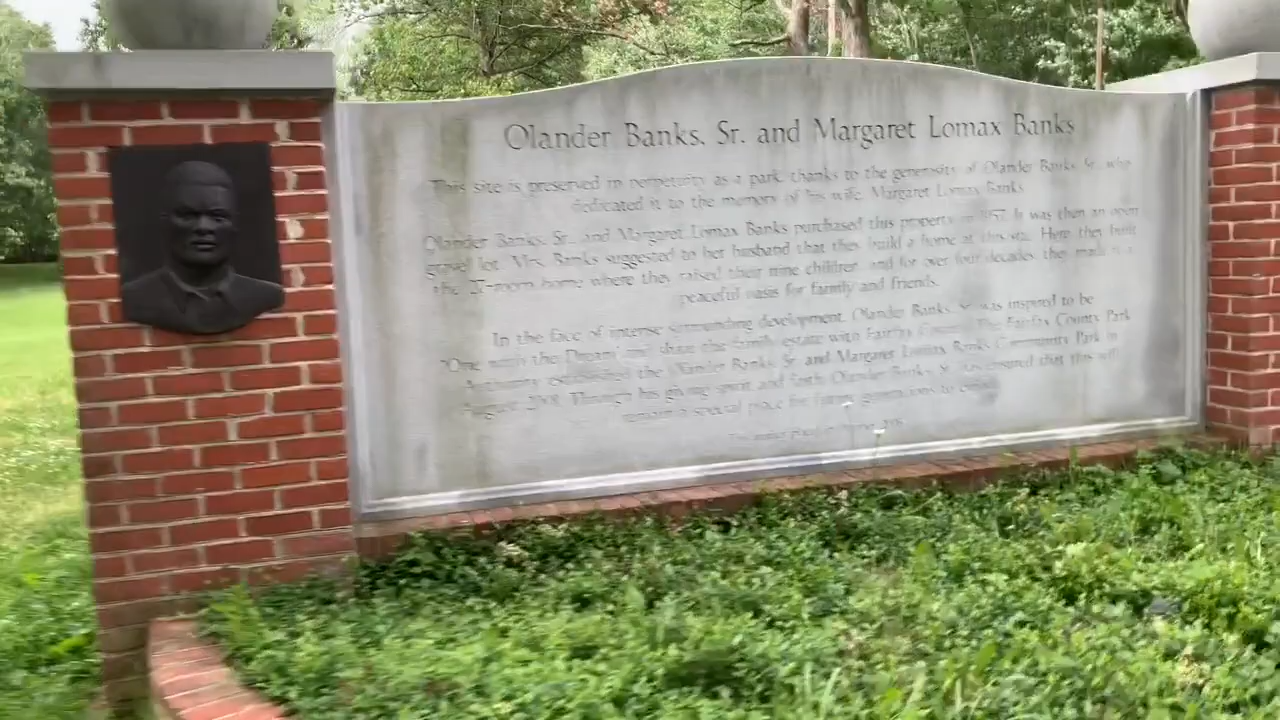 Olander Banks, Sr. and Margaret Lomax Banks
This site is preserved in perpetuity as a park thanks to the generosity of Olander Banks, Sr., who
dedicated it to the memory of his wife, Margaret Lomax Banks.
Olander Banks, Sr., and Margaret Lomax Banks purchased this property in 1957. It was then an open
gravel lot. Mrs. Banks suggested to her husband that they build a home at this site. Here they built
the -room home where they raised their nine children and for over four decades they made it a
peaceful oasis for family and friends.
In the face of intense surrounding development, Olander Banks, Sr. was inspired to be
"One with the Dream" and share this family estate with Fairfax County. The Fairfax County Park
Authority established the Olander Banks, Sr. and Margaret Lomax Banks Community Park in
August, Through his giving spirit and faith, Olander Banks, Sr., has ensured that this will
remain a special place for future generations to